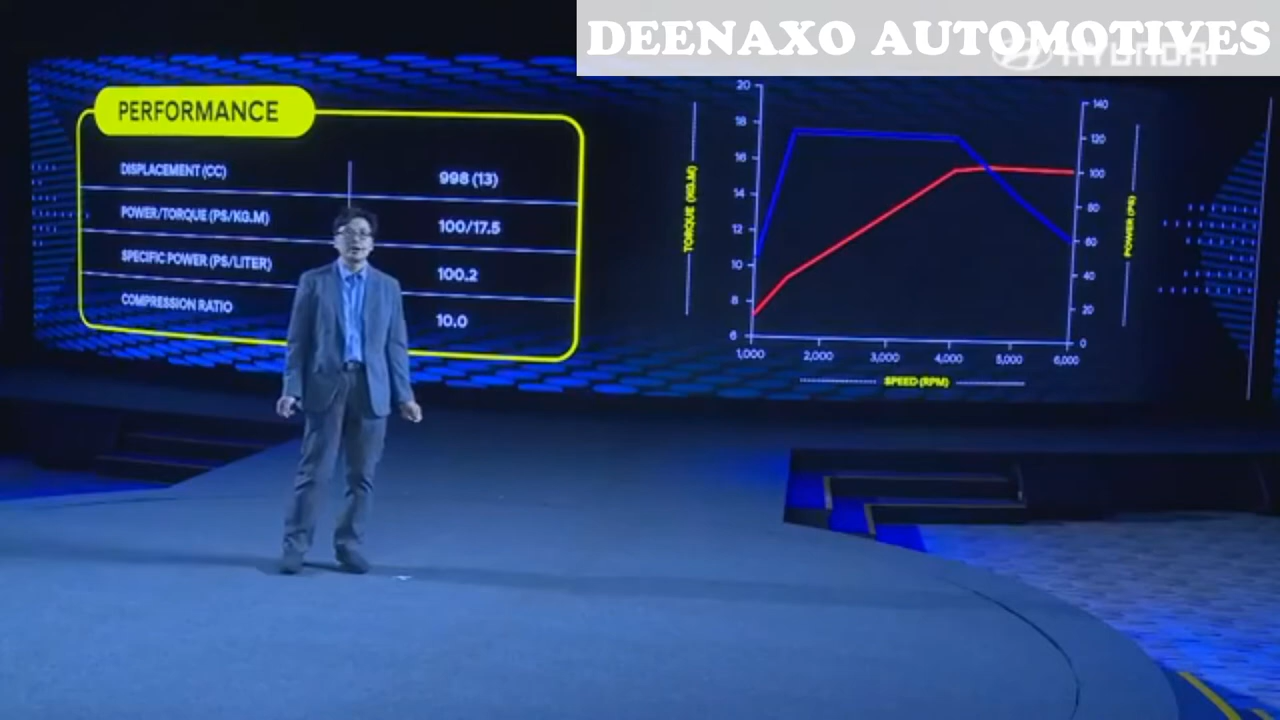 DEENAXO AUTOMOTIVES
HYUNDAI
PERFORMANCE
DISPLACEMENT (CC) 998 (13)
POWER/TORQUE (PS/KG.M) 100/17.5
SPECIFIC POWER (PS/LITER) 100.2
COMPRESSION RATIO 10.0
TORQUE (KG.M)
20
18
16
14
12
10
8
6
140
120
100
80
60
40
20
0
POWER (PS)
1,000 2,000 3,000 4,000 5,000 6,000
SPEED (RPM)